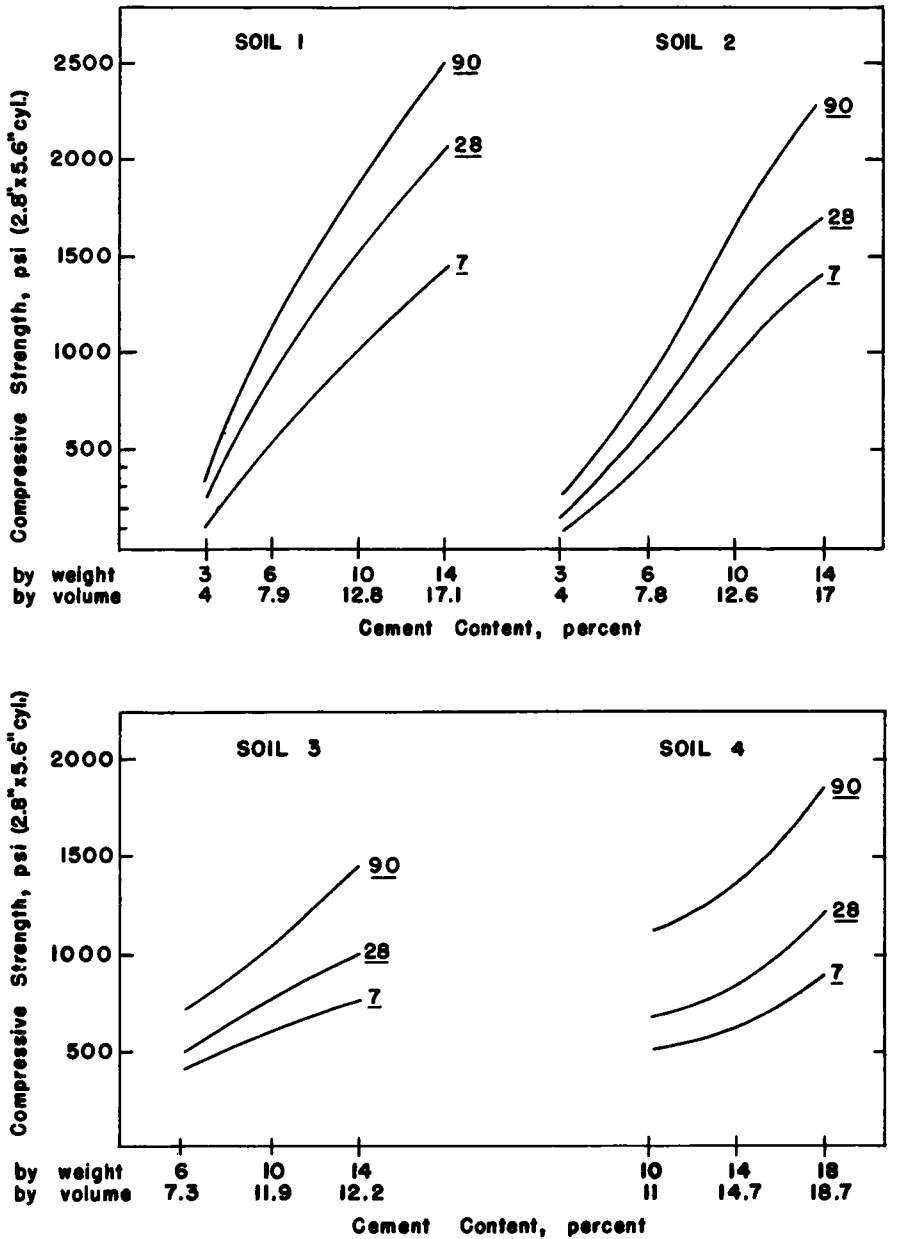 SOIL 1
SOIL 2
Compressive Strength, psi (2.8"x5.6" cyl.)
2500
2000
1500
1000
500
90
28
7
90
28
7
by weight 3 6 10 14 3 6 10 14
by volume 4 7.9 12.8 17.1 4 7.8 12.6 17
Cement Content, percent
SOIL 3
SOIL 4
Compressive Strength, psi (2.8"x5.6" cyl.)
2000
1500
1000
500
90
28
7
90
28
7
by weight 6 10 14 10 14 18
by volume 7.3 11.9 12.2 11 14.7 18.7
Cement Content, percent